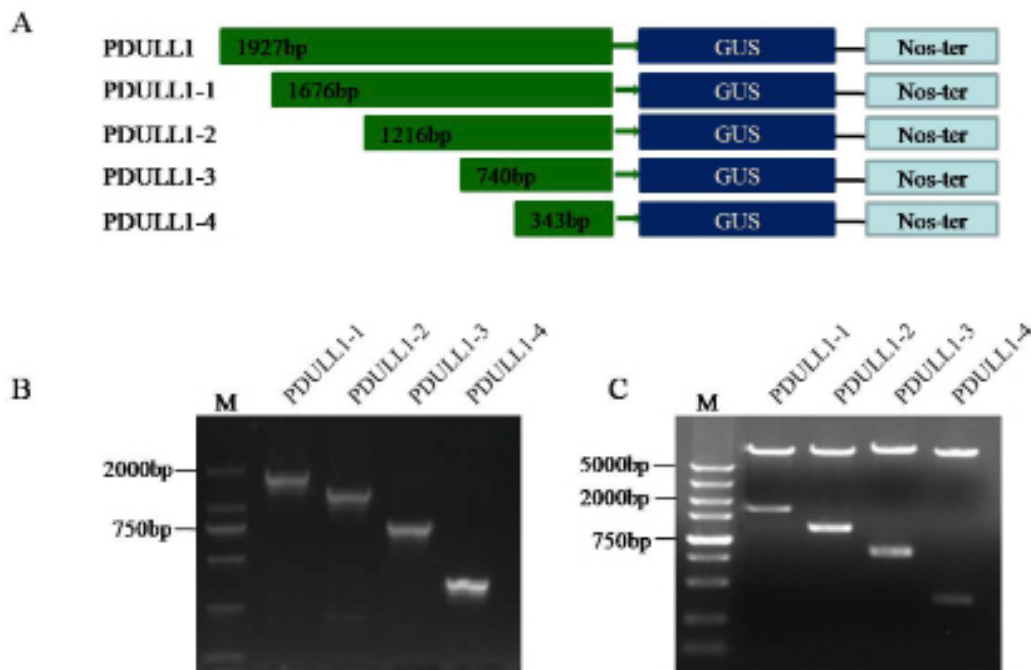 A
PDULL1 1927bp GUS Nos-ter
PDULL1-1 1676bp GUS Nos-ter
PDULL1-2 1216bp GUS Nos-ter
PDULL1-3 740bp GUS Nos-ter
PDULL1-4 343bp GUS Nos-ter
B
M PDULL1-1 PDULL1-2 PDULL1-3 PDULL1-4
2000bp
750bp
C
M PDULL1-1 PDULL1-2 PDULL1-3 PDULL1-4
5000bp
2000bp
750bp